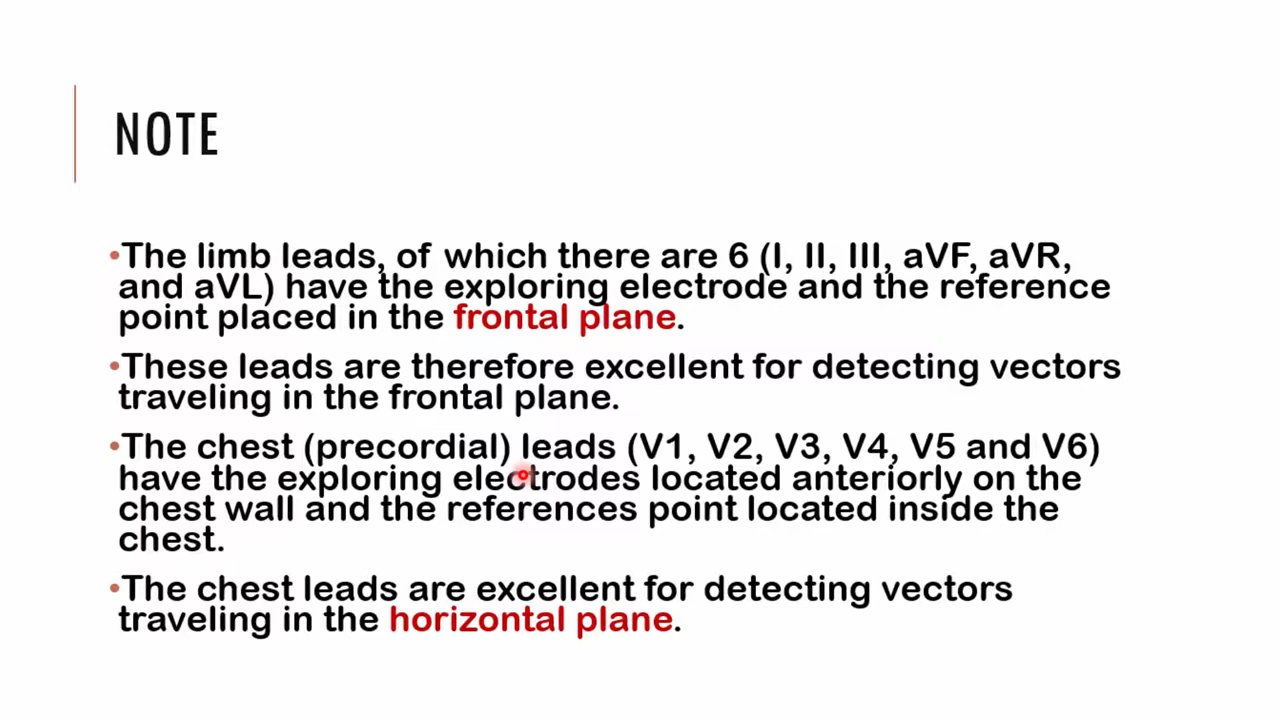 NOTE
•The limb leads, of which there are 6 (I, II, III, aVF, aVR,
and aVL) have the exploring electrode and the reference
point placed in the frontal plane.
•These leads are therefore excellent for detecting vectors
traveling in the frontal plane.
•The chest (precordial) leads (V1, V2, V3, V4, V5 and V6)
have the exploring electrodes located anteriorly on the
chest wall and the references point located inside the
chest.
•The chest leads are excellent for detecting vectors
traveling in the horizontal plane.